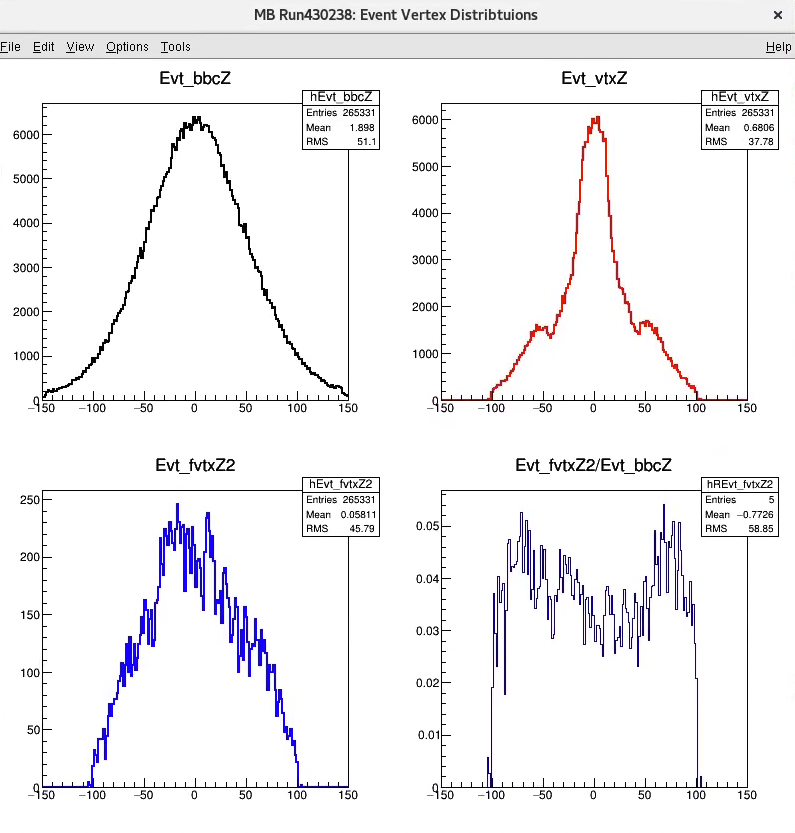 MB Run430238: Event Vertex Distribtuions ×
File Edit View Options Tools Help
Evt_bbcZ
hEvt_bbcZ
Entries 265331
Mean 1.898
RMS 51.1
6000
5000
4000
3000
2000
1000
0
−150 −100 −50 0 50 100 150
Evt_vtxZ
hEvt_vtxZ
Entries 265331
Mean 0.6806
RMS 37.78
6000
5000
4000
3000
2000
1000
0
−150 −100 −50 0 50 100 150
Evt_fvtxZ2
hEvt_fvtxZ2
Entries 265331
Mean 0.05811
RMS 45.79
250
200
150
100
50
0
−150 −100 −50 0 50 100 150
Evt_fvtxZ2/Evt_bbcZ
hREvt_fvtxZ2
Entries 5
Mean −0.7726
RMS 58.85
0.05
0.04
0.03
0.02
0.01
0
−150 −100 −50 0 50 100 150